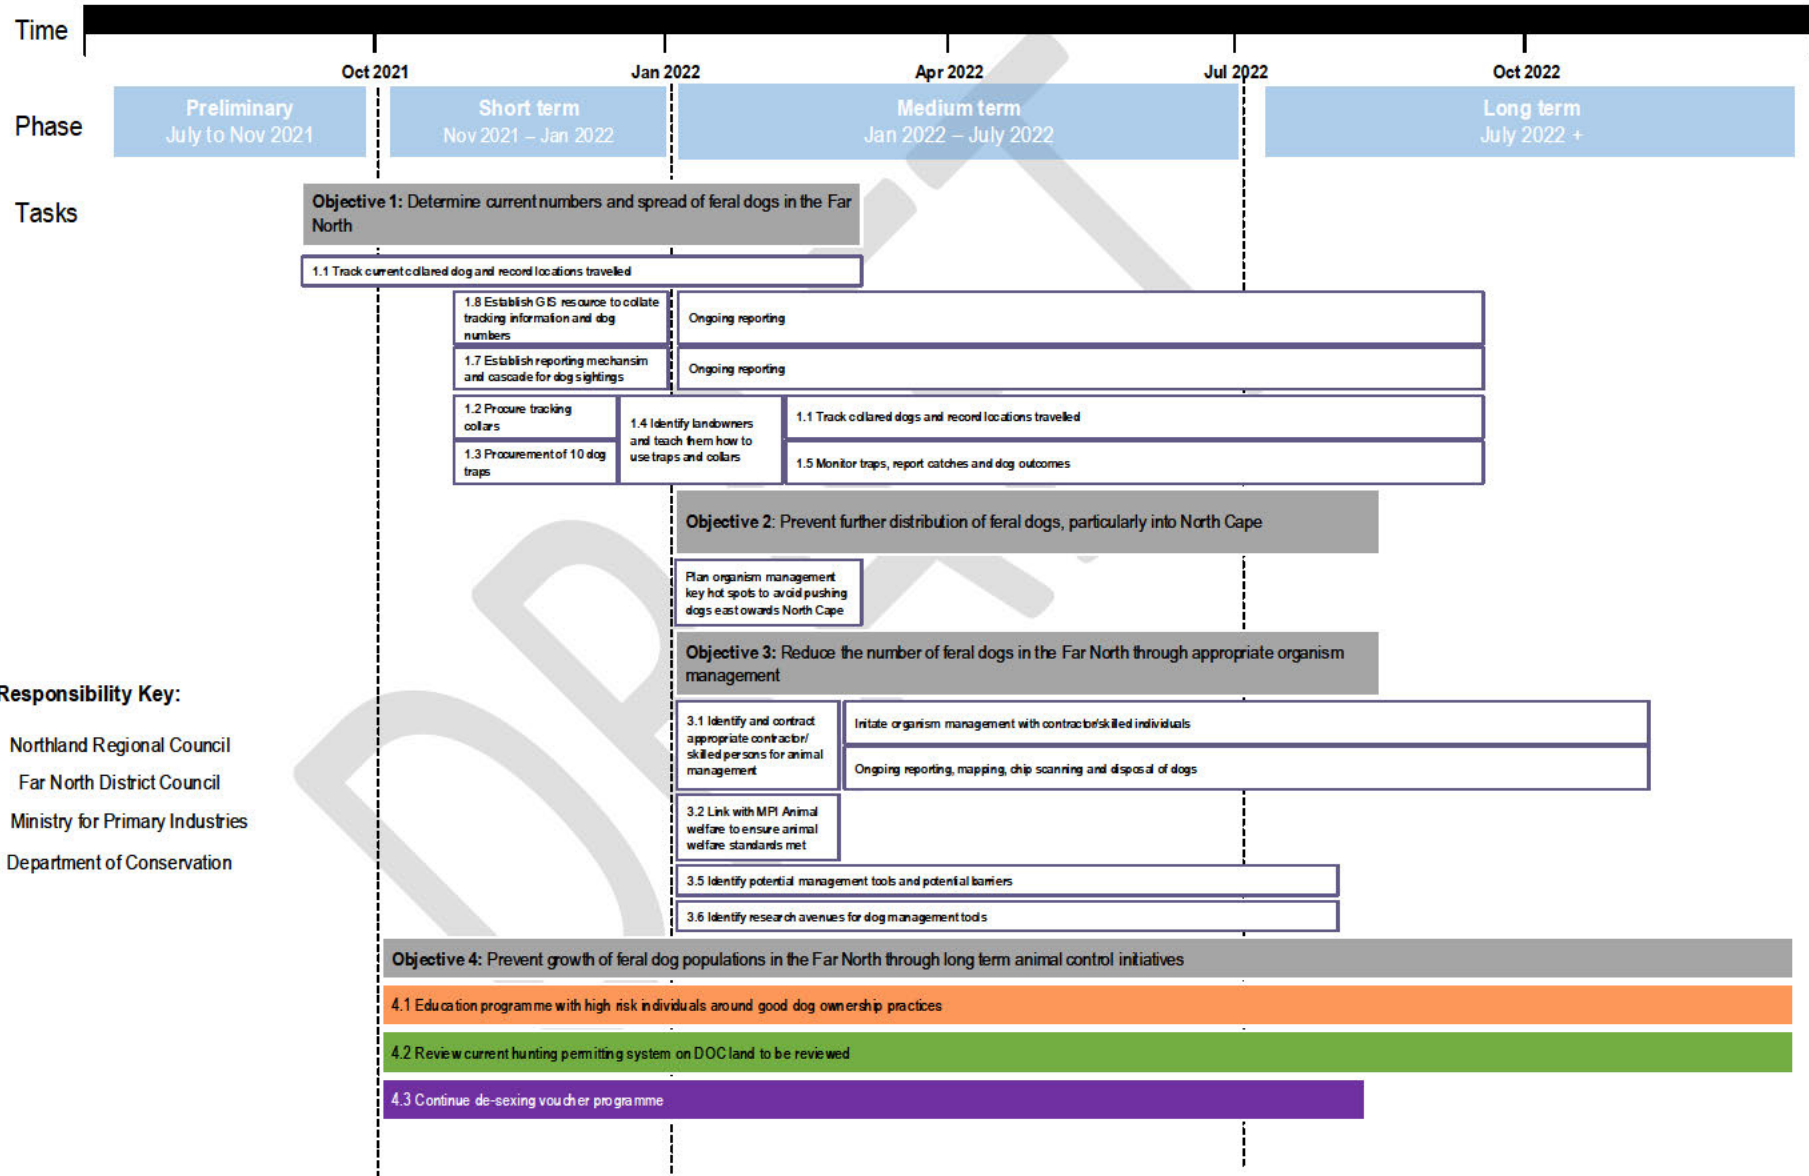 Time
Oct 2021
Jan 2022
Apr 2022
Jul 2022
Oct 2022
Phase
Preliminary
July to Nov 2021
Short term
Nov 2021 – Jan 2022
Medium term
Jan 2022 – July 2022
Long term
July 2022 +
Tasks
Objective 1: Determine current numbers and spread of feral dogs in the Far
North
1.1 Track current collared dog and record locations travelled
1.8 Establish GIS resource to collate
tracking information and dog
numbers
Ongoing reporting
1.7 Establish reporting mechansim
and cascade for dog sightings
Ongoing reporting
1.2 Procure tracking
collars
1.3 Procurement of 10 dog
traps
1.4 Identify landowners
and teach them how to
use traps and collars
1.1 Track collared dogs and record locations travelled
1.5 Monitor traps, report catches and dog outcomes
Objective 2: Prevent further distribution of feral dogs, particularly into North Cape
Plan organism management
key hot spots to avoid pushing
dogs east owards North Cape
Objective 3: Reduce the number of feral dogs in the Far North through appropriate organism
management
Responsibility Key:
Northland Regional Council
Far North District Council
Ministry for Primary Industries
Department of Conservation
3.1 Identify and contract
appropriate contractor/
skilled persons for animal
management
Initate organism management with contractor/skilled individuals
Ongoing reporting, mapping, chip scanning and disposal of dogs
3.2 Link with MPI Animal
welfare to ensure animal
welfare standards met
3.5 Identify potential management tools and potential barriers
3.6 Identify research avenues for dog management tools
Objective 4: Prevent growth of feral dog populations in the Far North through long term animal control initiatives
4.1 Education programme with high risk individuals around good dog ownership practices
4.2 Review current hunting permitting system on DOC land to be reviewed
4.3 Continue de-sexing voucher programme
DRAFT